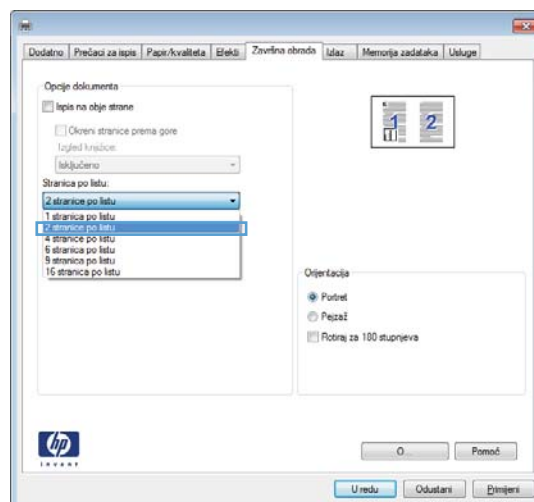 Dodatno Prečaci za ispis Papir/kvaliteta Efekti Završna obrada Izlaz Memorija zadataka Usluge
Opcije dokumenta
Ispis na obje strane
Okreni stranice prema gore
Izgled knjižice:
Isključeno
Stranica po listu:
2 stranice po listu
1 stranica po listu
2 stranice po listu
4 stranice po listu
6 stranica po listu
9 stranica po listu
16 stranica po listu
1 2
Orijentacija
Portret
Pejzaž
Rotiraj za 180 stupnjeva
hp
invent
O... Pomoć
U redu Odustani Primijeni